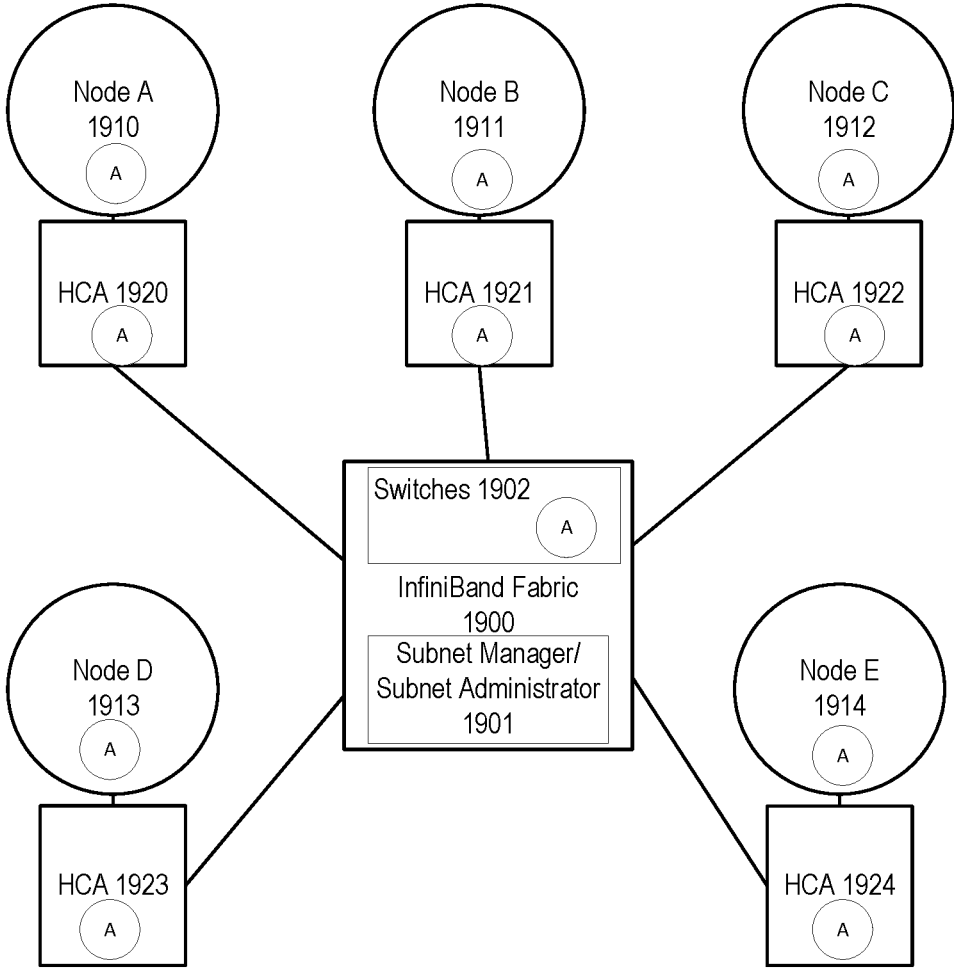 Node A
1910
A
Node B
1911
A
Node C
1912
A
HCA 1920
A
HCA 1921
A
HCA 1922
A
Switches 1902
A
InfiniBand Fabric
1900
Subnet Manager/
Subnet Administrator
1901
Node D
1913
A
Node E
1914
A
HCA 1923
A
HCA 1924
A